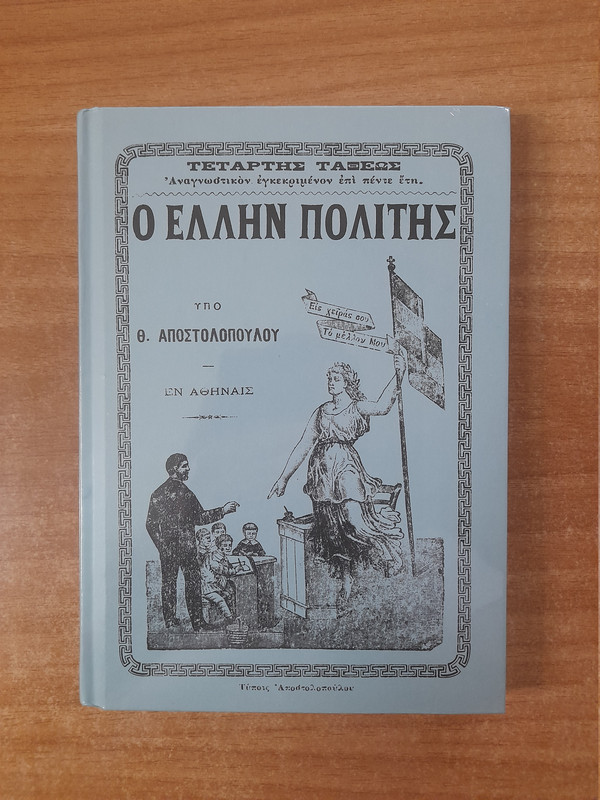 ΤΕΤΑΡΤΗΣ ΤΑΞΕΩΣ
Ἀναγνωστικὸν ἐγκεκριμένον ἐπὶ πέντε ἔτη.
Ο ΕΛΛΗΝ ΠΟΛΙΤΗΣ
ΥΠΟ
Θ. ΑΠΟΣΤΟΛΟΠΟΥΛΟΥ
ΕΝ ΑΘΗΝΑΙΣ
Εἰς χεῖρας σου
Τὸ μέλλον Μου
Τύποις Ἀποστολοπούλου